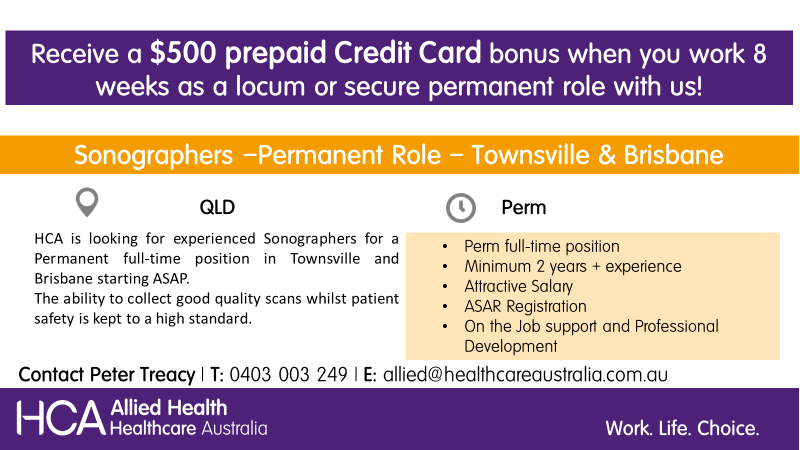 Receive a $500 prepaid Credit Card bonus when you work 8
weeks as a locum or secure permanent role with us!
Sonographers –Permanent Role – Townsville & Brisbane
QLD
HCA is looking for experienced Sonographers for a
Permanent full-time position in Townsville and
Brisbane starting ASAP.
The ability to collect good quality scans whilst patient
safety is kept to a high standard.
Perm
• Perm full-time position
• Minimum 2 years + experience
• Attractive Salary
• ASAR Registration
• On the Job support and Professional
Development
Contact Peter Treacy | T: 0403 003 249 | E: allied@healthcareaustralia.com.au
HCA Allied Health
Healthcare Australia
Work. Life. Choice.